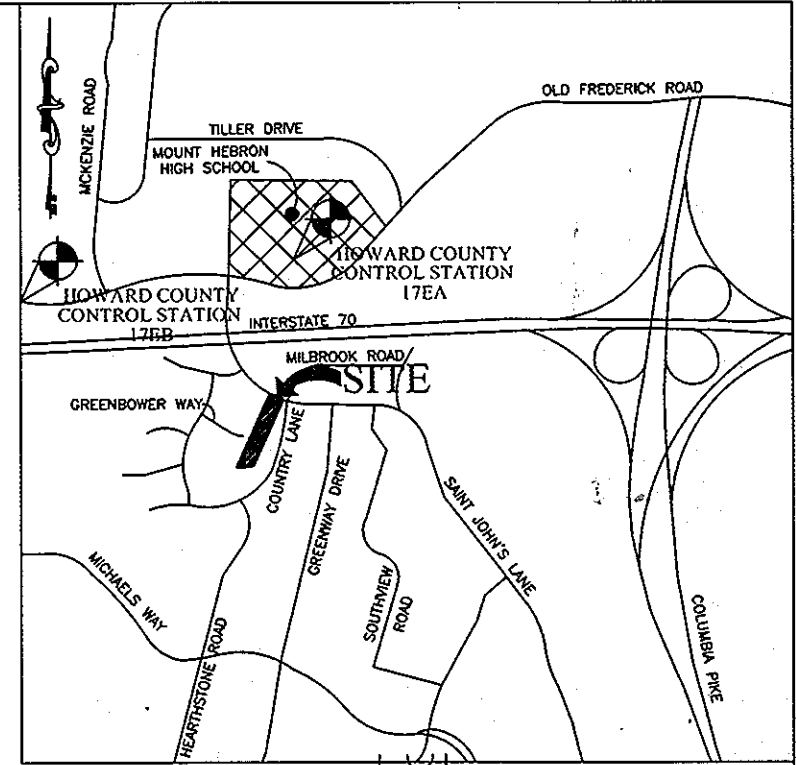 OLD FREDERICK ROAD
MCKENZIE ROAD
TILLER DRIVE
MOUNT HEBRON
HIGH SCHOOL
HOWARD COUNTY
CONTROL STATION
17EA
HOWARD COUNTY
CONTROL STATION
17EB
INTERSTATE 70
MILBROOK ROAD
SITE
GREENBOWER WAY
COUNTRY LANE
GREENWAY DRIVE
SAINT JOHN'S LANE
SOUTHVIEW
ROAD
MICHAELS WAY
HEARTHSTONE ROAD
COLUMBIA PIKE